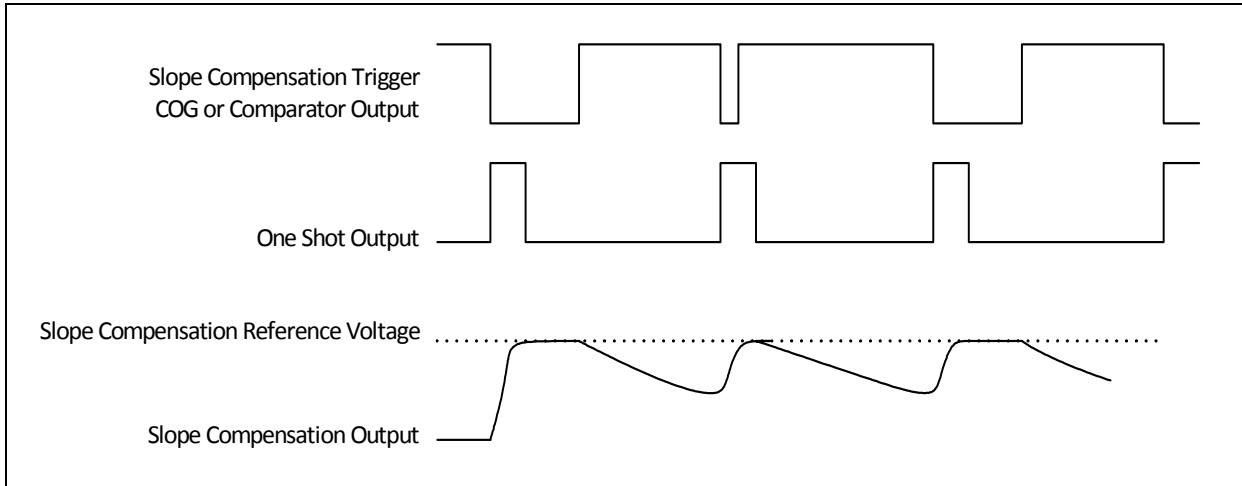 Slope Compensation Trigger
COG or Comparator Output
One Shot Output
Slope Compensation Reference Voltage
Slope Compensation Output